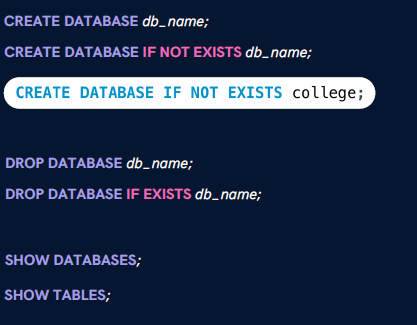 CREATE DATABASE db_name;
CREATE DATABASE IF NOT EXISTS db_name;
CREATE DATABASE IF NOT EXISTS college;
DROP DATABASE db_name;
DROP DATABASE IF EXISTS db_name;
SHOW DATABASES;
SHOW TABLES;